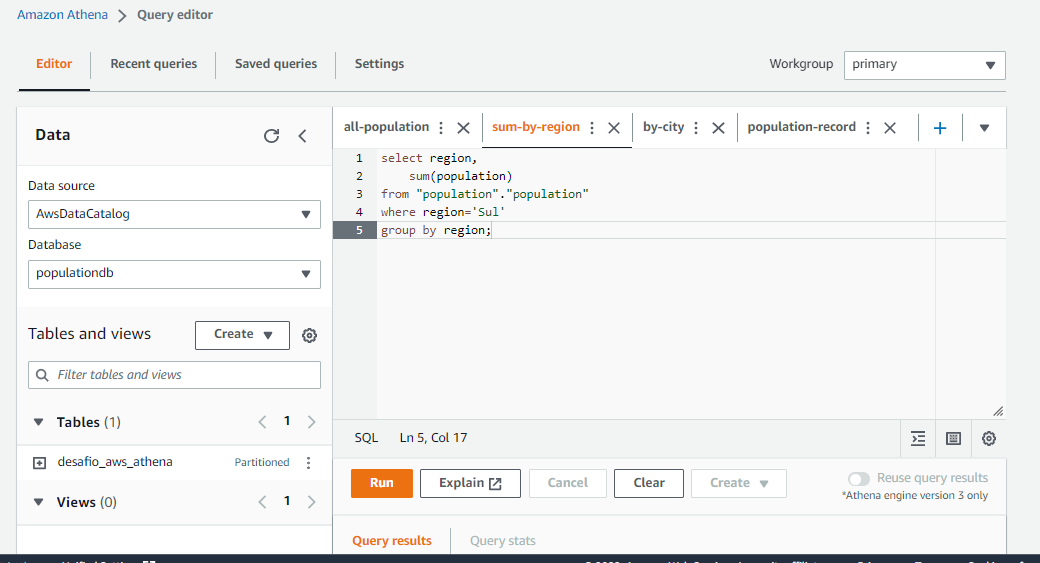 Amazon Athena > Query editor
Editor Recent queries Saved queries Settings Workgroup primary
Data
Data source
AwsDataCatalog
Database
populationdb
Tables and views Create
Filter tables and views
Tables (1) 1
desafio_aws_athena Partitioned
Views (0) 1
all-population sum-by-region by-city population-record
1 select region,
2 sum(population)
3 from "population"."population"
4 where region='Sul'
5 group by region;
SQL Ln 5, Col 17
Run Explain Cancel Clear Create Reuse query results
*Athena engine version 3 only
Query results Query stats